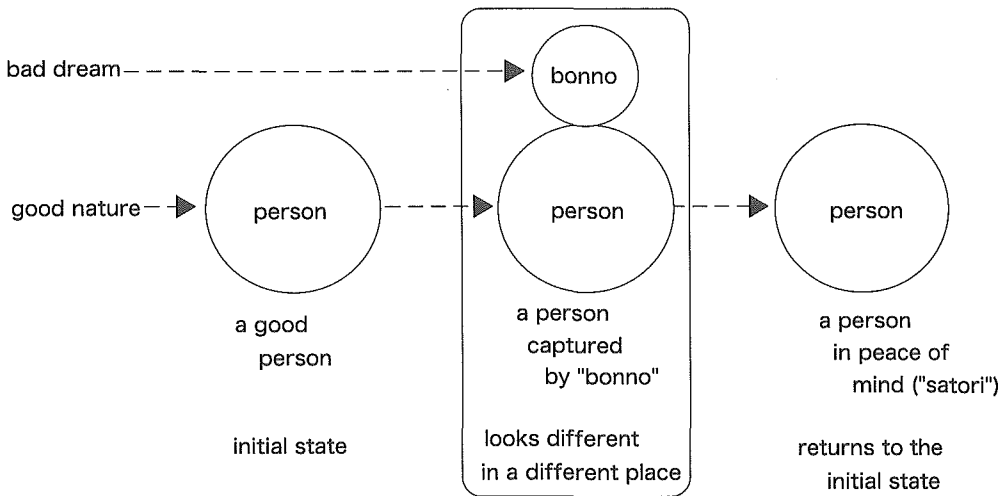 bad dream
bonno
good nature
person
person
person
a good
person
a person
captured
by "bonno"
a person
in peace of
mind ("satori")
initial state
looks different
in a different place
returns to the
initial state